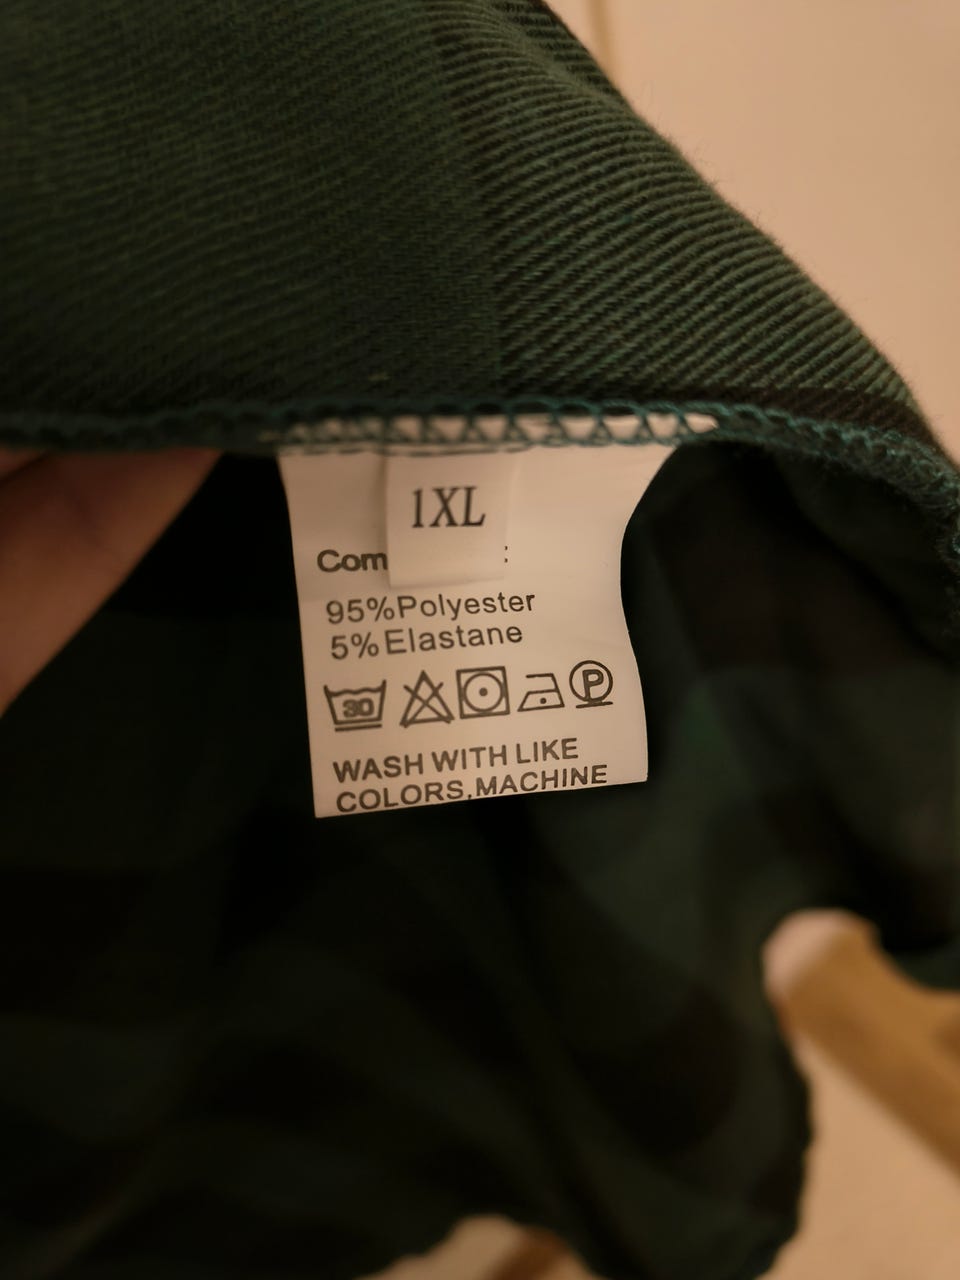 1XL
Com :
95%Polyester
5%Elastane
30 P
WASH WITH LIKE
COLORS,MACHINE